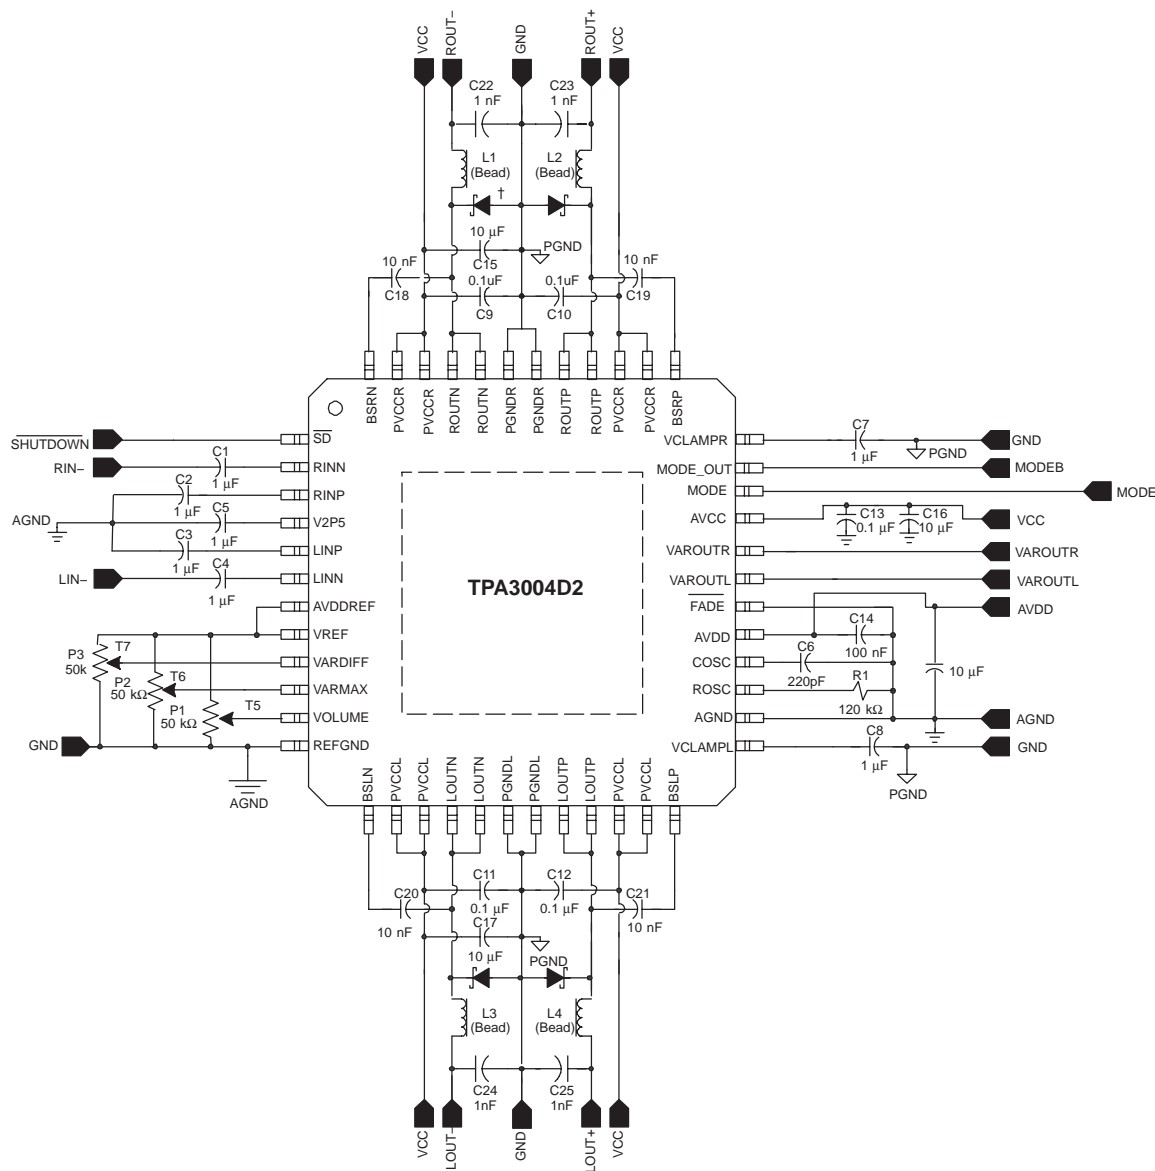 VCC
ROUT−
GND
ROUT+
VCC
C22
1 nF
C23
1 nF
L1
(Bead)
L2
(Bead)
†
10 µF
C15
PGND
10 nF
C18
0.1uF
C9
0.1uF
C10
10 nF
C19
BSRN
PVCCR
PVCCR
ROUTN
ROUTN
PGNDR
PGNDR
ROUTP
ROUTP
PVCCR
PVCCR
BSRP
SHUTDOWN
SD
RIN−
C1
1 µF
RINN
C2
1 µF
RINP
AGND
C5
1 µF
V2P5
C3
1 µF
LINP
LIN−
C4
1 µF
LINN
AVDDREF
VREF
P3
50k
T7
VARDIFF
P2
50 kΩ
T6
VARMAX
P1
50 kΩ
T5
VOLUME
GND
REFGND
AGND
TPA3004D2
VCLAMPR
C7
1 µF
PGND
GND
MODE_OUT
MODEB
MODE
MODE
AVCC
C13
0.1 µF
C16
10 µF
VCC
VAROUTR
VAROUTR
VAROUTL
VAROUTL
FADE
AVDD
AVDD
C14
100 nF
COSC
C6
220pF
10 µF
ROSC
R1
120 kΩ
AGND
AGND
VCLAMPL
C8
1 µF
PGND
GND
BSLN
PVCCL
PVCCL
LOUTN
LOUTN
PGNDL
PGNDL
LOUTP
LOUTP
PVCCL
PVCCL
BSLP
C20
10 nF
C11
0.1 µF
C12
0.1 µF
C21
10 nF
C17
10 µF
PGND
L3
(Bead)
L4
(Bead)
C24
1nF
C25
1nF
VCC
LOUT−
GND
LOUT+
VCC